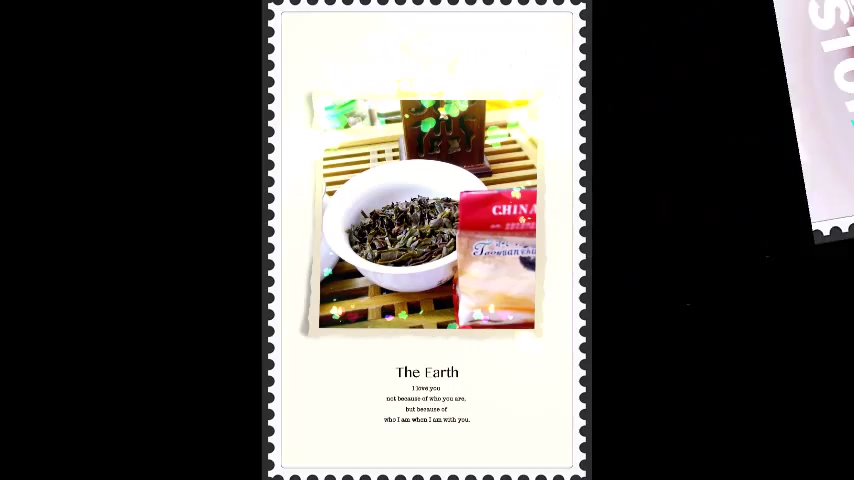 CHINA
The Earth
I love you
not because of who you are,
but because of
who I am when I am with you.